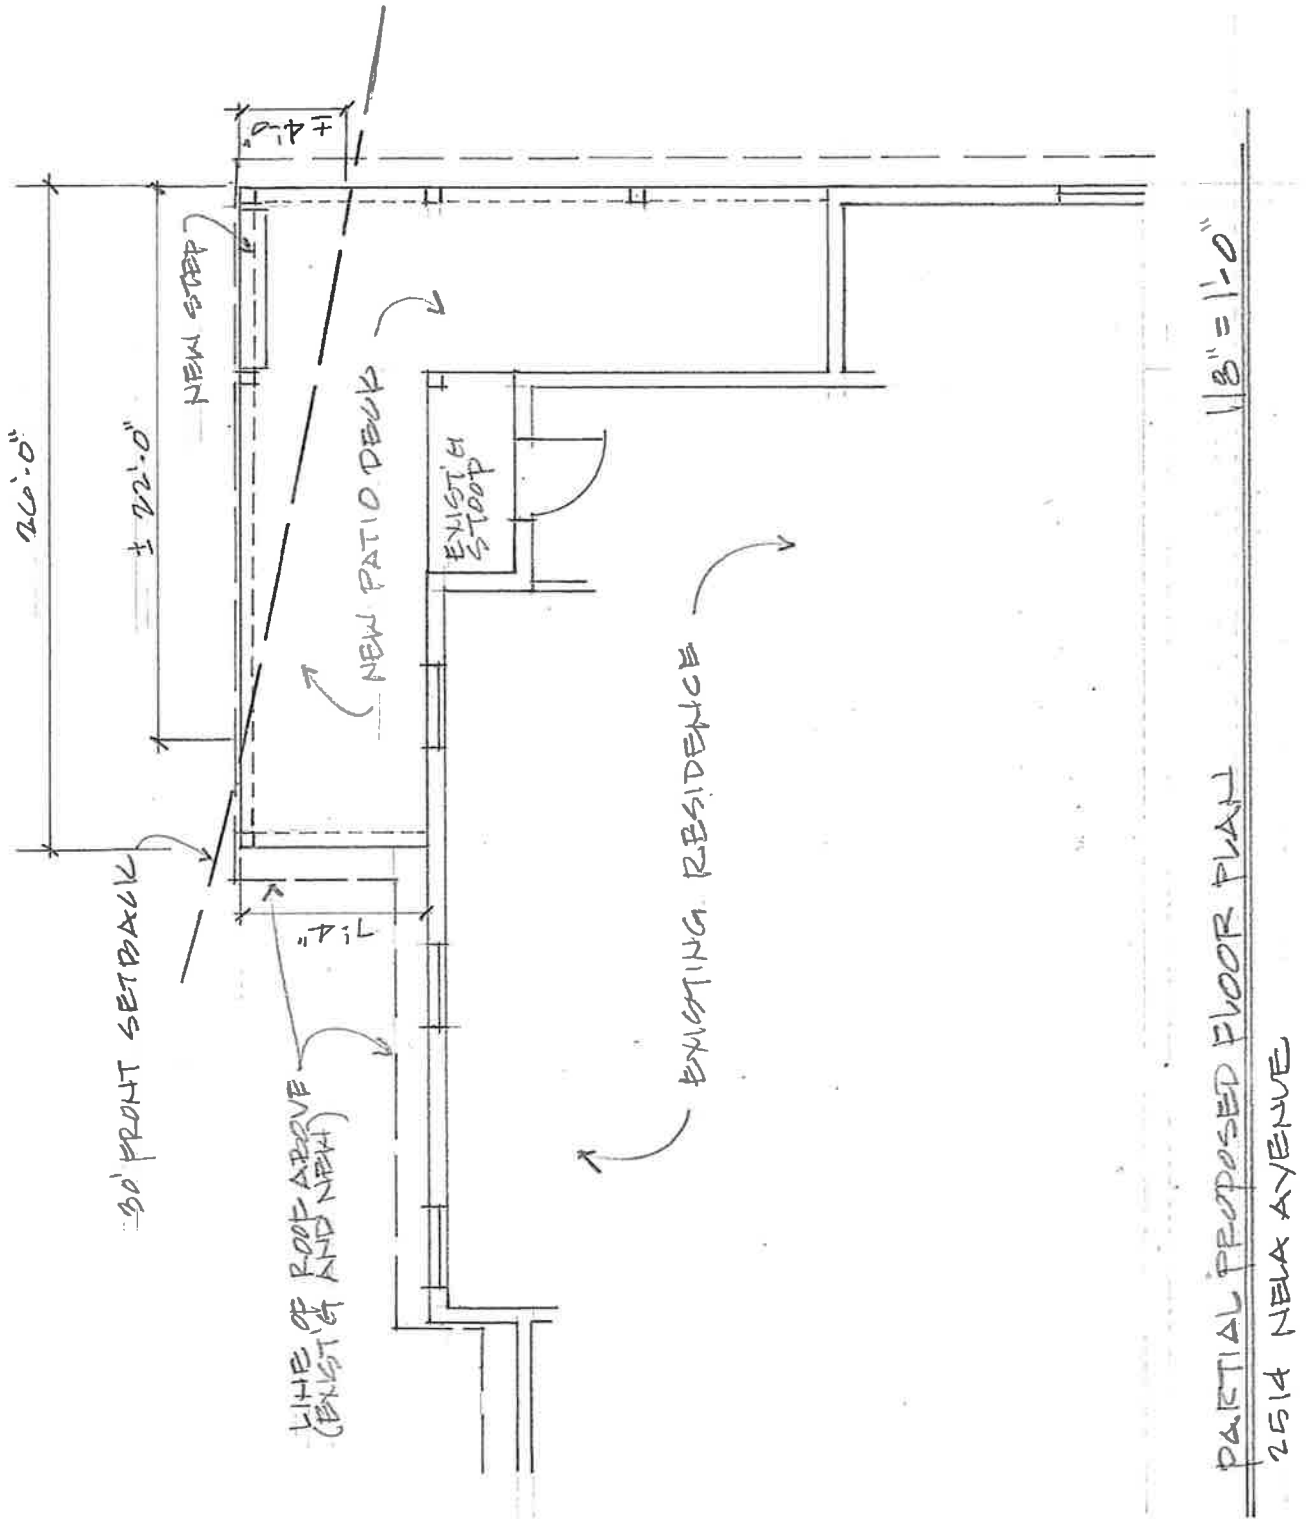 30' FRONT SETBACK
26'-0"
± 22'-0"
NEW STEP
± 4'-0"
LINE OF ROOF ABOVE
(EXIST'G AND NEW)
7'-4"
NEW PATIO DECK
EXIST'G
STOOP
EXISTING RESIDENCE
PARTIAL PROPOSED FLOOR PLAN
1/8" = 1'-0"
2514 NELA AVENUE